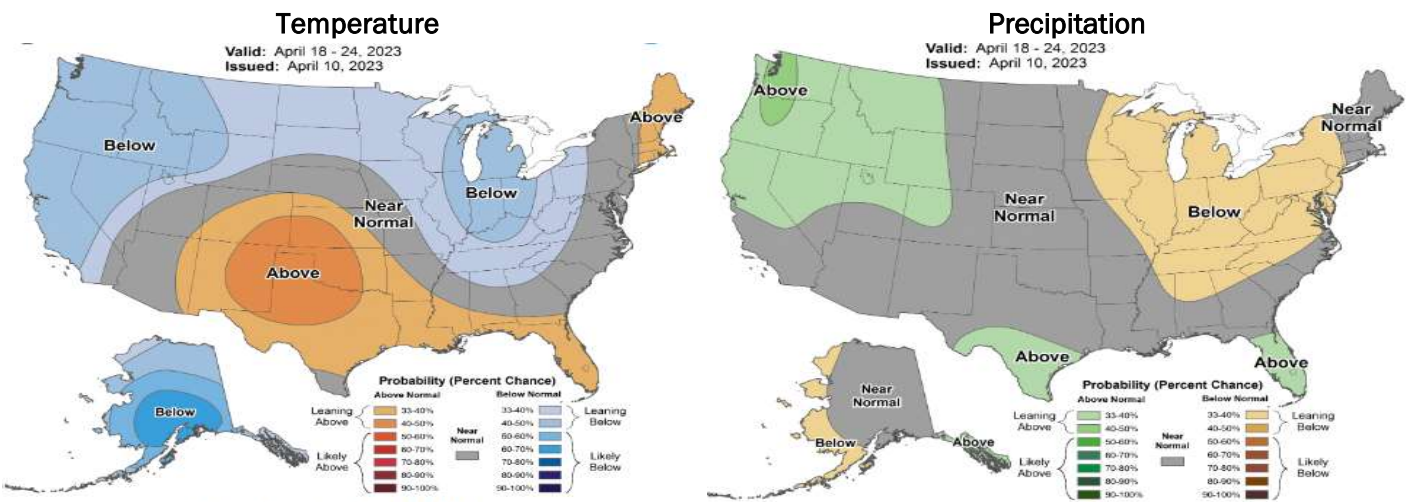 Temperature
Valid: April 18 - 24, 2023
Issued: April 10, 2023
Below
Above
Below
Near
Normal
Above
Below
Probability (Percent Chance)
Above Normal
Below Normal
Leaning
Above
33-40%
40-50%
Likely
Above
50-60%
60-70%
70-80%
80-90%
90-100%
Near
Normal
33-40%
40-50%
Leaning
Below
50-60%
60-70%
70-80%
80-90%
90-100%
Likely
Below
Precipitation
Valid: April 18 - 24, 2023
Issued: April 10, 2023
Above
Near
Normal
Near
Normal
Below
Above
Above
Near
Normal
Below
Above
Probability (Percent Chance)
Above Normal
Below Normal
Leaning
Above
33-40%
40-50%
Likely
Above
50-60%
60-70%
70-80%
80-90%
90-100%
Near
Normal
33-40%
40-50%
Leaning
Below
50-60%
60-70%
70-80%
80-90%
90-100%
Likely
Below